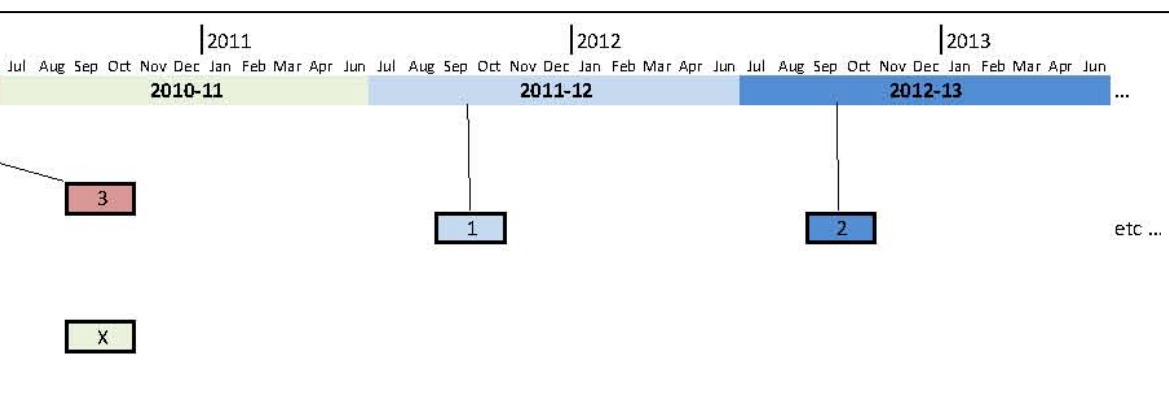 2011 2012 2013
Jul Aug Sep Oct Nov Dec Jan Feb Mar Apr Jun Jul Aug Sep Oct Nov Dec Jan Feb Mar Apr Jun Jul Aug Sep Oct Nov Dec Jan Feb Mar Apr Jun
2010-11 2011-12 2012-13 ...
3
1 2 etc ...
X